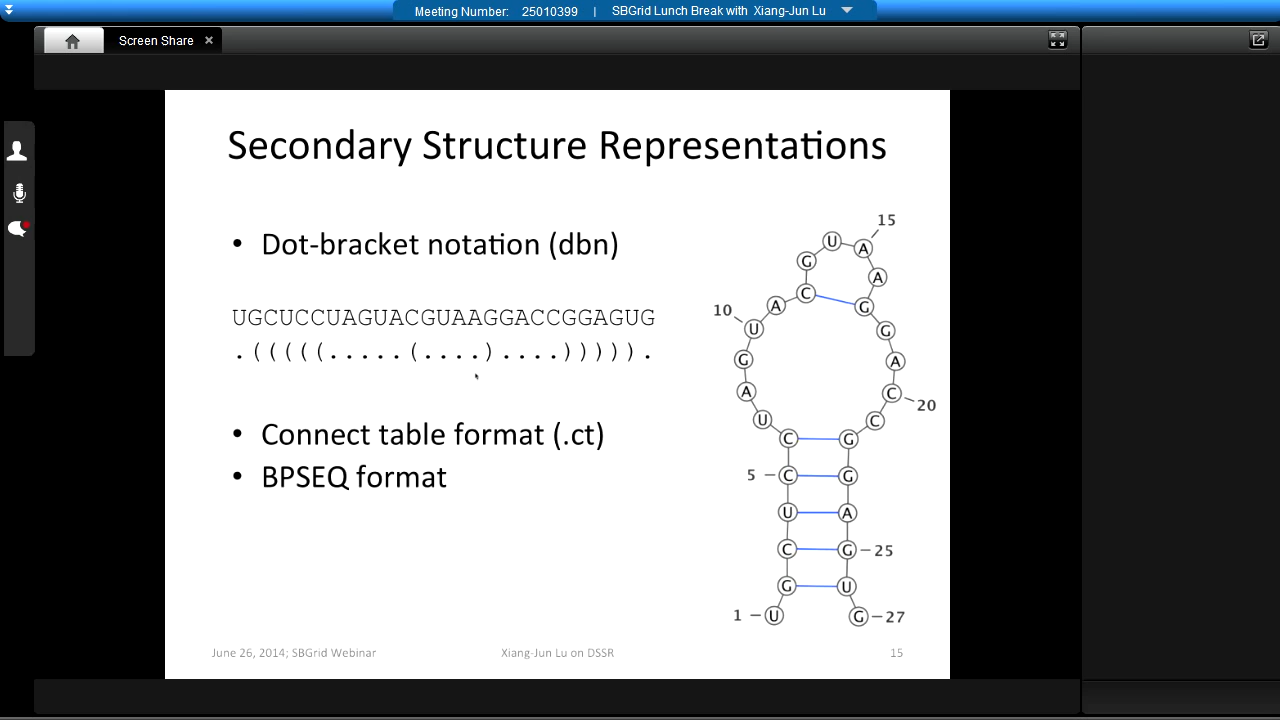 Meeting Number: 25010399 | SBGrid Lunch Break with Xiang-Jun Lu
Screen Share ×
Secondary Structure Representations
• Dot-bracket notation (dbn)
UGCUCCUAGUACGUAAGGACCGGAGUG
.(((((.....(....)....))))).
• Connect table format (.ct)
• BPSEQ format
15
U A
G
A
C
A G
10
U G
G A
A C
20
U C
C G
5 C G
U A
C G 25
G U
1 U G 27
June 26, 2014; SBGrid Webinar
Xiang-Jun Lu on DSSR
15